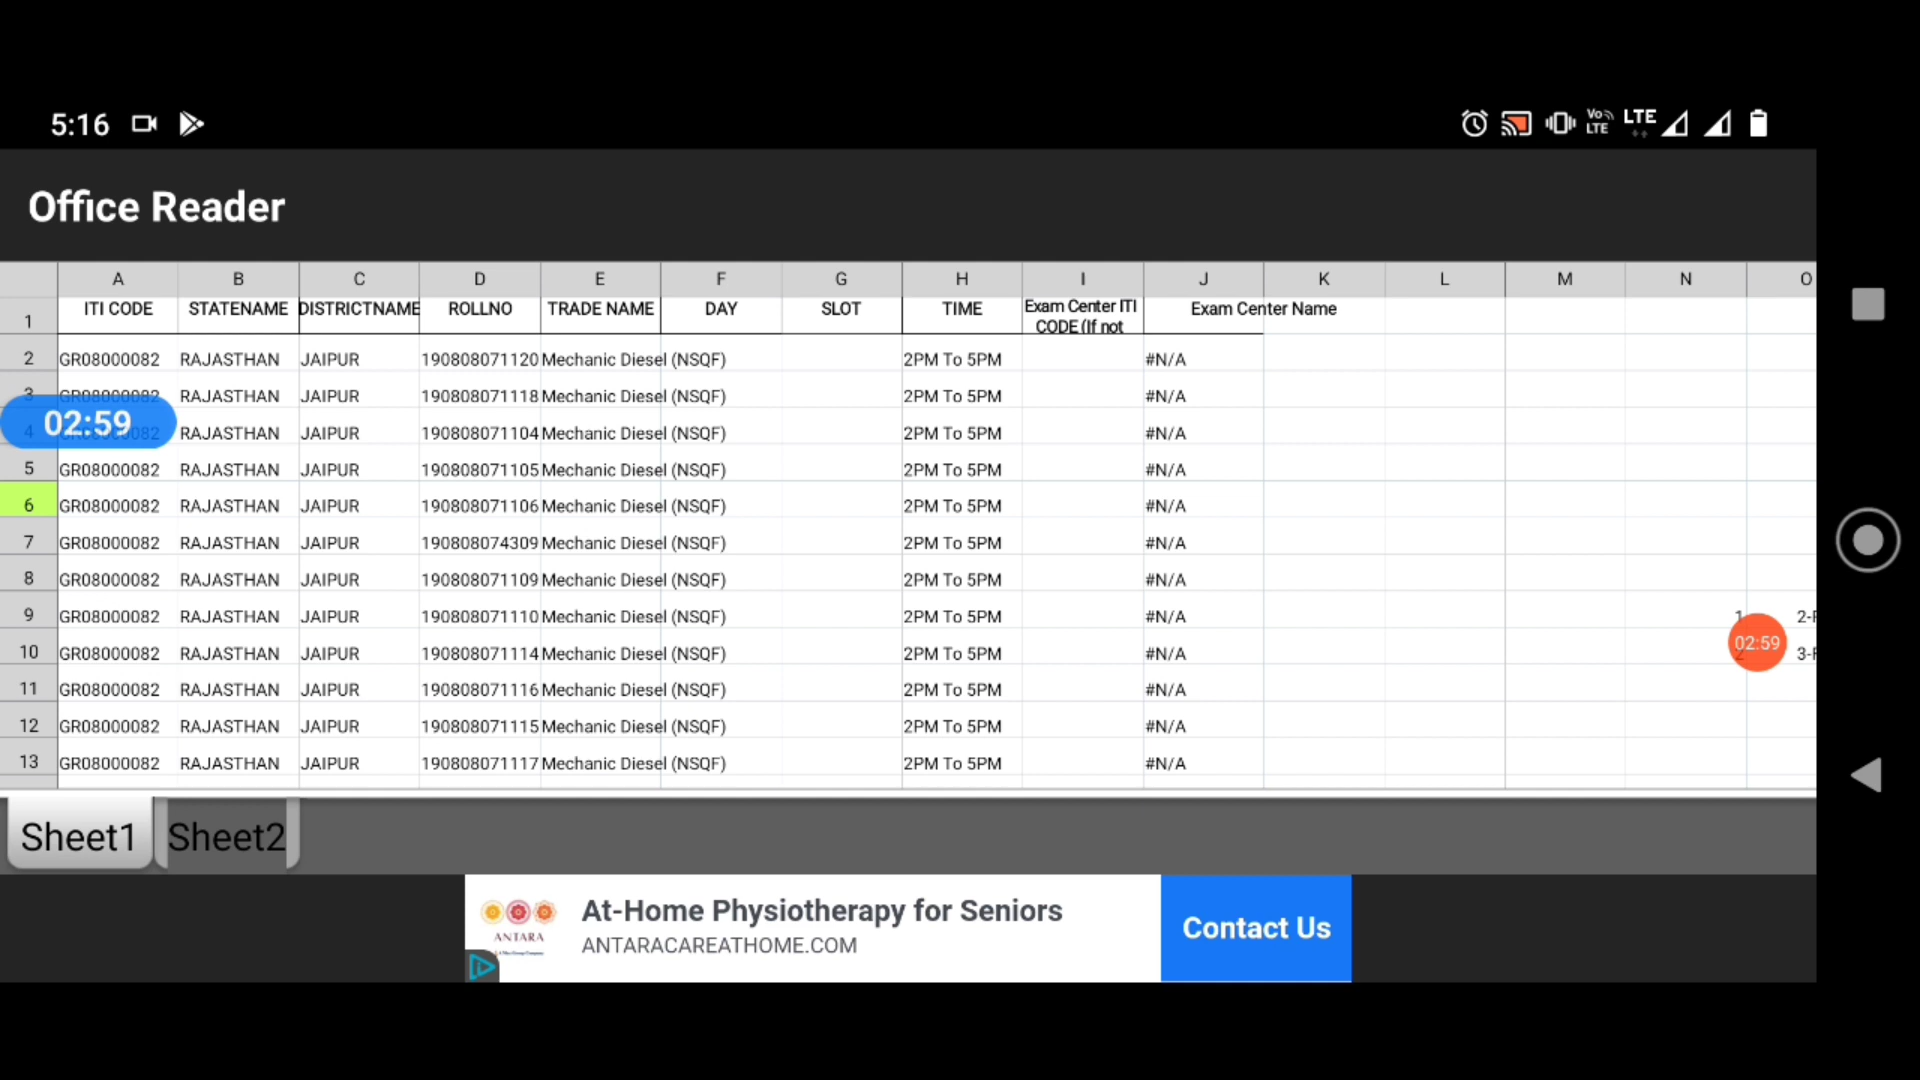 5:16 Vo LTE LTE
Office Reader
A B C D E F G H I J K L M N O
1 ITI CODE STATENAME DISTRICTNAME ROLLNO TRADE NAME DAY SLOT TIME Exam Center ITI CODE (If not Exam Center Name
2 GR08000082 RAJASTHAN JAIPUR 190808071120 Mechanic Diesel (NSQF) 2PM To 5PM #N/A
3 GR08000082 RAJASTHAN JAIPUR 190808071118 Mechanic Diesel (NSQF) 2PM To 5PM #N/A
02:59
4 RAJASTHAN JAIPUR 190808071104 Mechanic Diesel (NSQF) 2PM To 5PM #N/A
5 GR08000082 RAJASTHAN JAIPUR 190808071105 Mechanic Diesel (NSQF) 2PM To 5PM #N/A
6 GR08000082 RAJASTHAN JAIPUR 190808071106 Mechanic Diesel (NSQF) 2PM To 5PM #N/A
7 GR08000082 RAJASTHAN JAIPUR 190808074309 Mechanic Diesel (NSQF) 2PM To 5PM #N/A
8 GR08000082 RAJASTHAN JAIPUR 190808071109 Mechanic Diesel (NSQF) 2PM To 5PM #N/A
9 GR08000082 RAJASTHAN JAIPUR 190808071110 Mechanic Diesel (NSQF) 2PM To 5PM #N/A 1 2-
02:59
10 GR08000082 RAJASTHAN JAIPUR 190808071114 Mechanic Diesel (NSQF) 2PM To 5PM #N/A 2 3-
11 GR08000082 RAJASTHAN JAIPUR 190808071116 Mechanic Diesel (NSQF) 2PM To 5PM #N/A
12 GR08000082 RAJASTHAN JAIPUR 190808071115 Mechanic Diesel (NSQF) 2PM To 5PM #N/A
13 GR08000082 RAJASTHAN JAIPUR 190808071117 Mechanic Diesel (NSQF) 2PM To 5PM #N/A
Sheet1 Sheet2
At-Home Physiotherapy for Seniors
ANTARACAREATHOME.COM
ANTARA
Contact Us